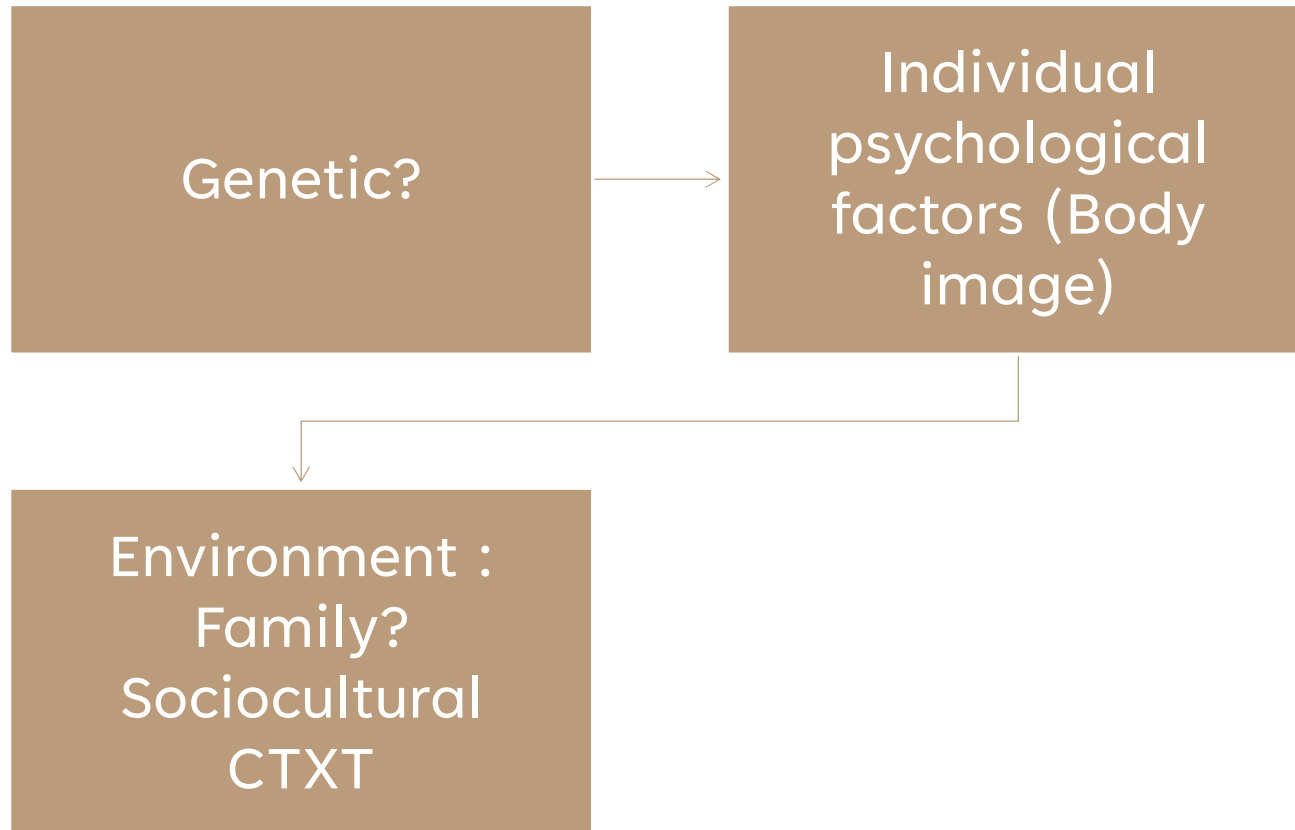 Genetic?
Individual
psychological
factors (Body
image)
Environment :
Family?
Sociocultural
CTXT